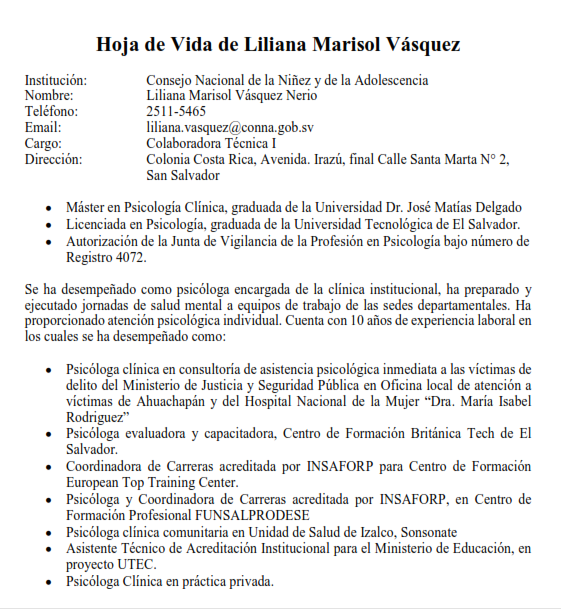 Hoja de Vida de Liliana Marisol Vásquez
Institución: Consejo Nacional de la Niñez y de la Adolescencia
Nombre: Liliana Marisol Vásquez Nerio
Teléfono: 2511-5465
Email: liliana.vasquez@conna.gob.sv
Cargo: Colaboradora Técnica I
Dirección: Colonia Costa Rica, Avenida. Irazú, final Calle Santa Marta N° 2,
San Salvador
• Máster en Psicología Clínica, graduada de la Universidad Dr. José Matías Delgado
• Licenciada en Psicología, graduada de la Universidad Tecnológica de El Salvador.
• Autorización de la Junta de Vigilancia de la Profesión en Psicología bajo número de
Registro 4072.
Se ha desempeñado como psicóloga encargada de la clínica institucional, ha preparado y
ejecutado jornadas de salud mental a equipos de trabajo de las sedes departamentales. Ha
proporcionado atención psicológica individual. Cuenta con 10 años de experiencia laboral en
los cuales se ha desempeñado como:
• Psicóloga clínica en consultoría de asistencia psicológica inmediata a las víctimas de
delito del Ministerio de Justicia y Seguridad Pública en Oficina local de atención a
víctimas de Ahuachapán y del Hospital Nacional de la Mujer “Dra. María Isabel
Rodriguez”
• Psicóloga evaluadora y capacitadora, Centro de Formación Británica Tech de El
Salvador.
• Coordinadora de Carreras acreditada por INSAFORP para Centro de Formación
European Top Training Center.
• Psicóloga y Coordinadora de Carreras acreditada por INSAFORP, en Centro de
Formación Profesional FUNSALPRODESE
• Psicóloga clínica comunitaria en Unidad de Salud de Izalco, Sonsonate
• Asistente Técnico de Acreditación Institucional para el Ministerio de Educación, en
proyecto UTEC.
• Psicóloga Clínica en práctica privada.